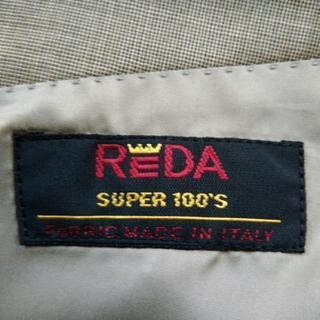 REDA
SUPER 100'S
FABRIC MADE IN ITALY